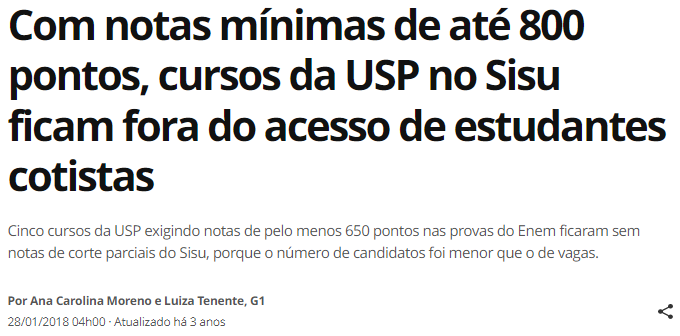 Com notas mínimas de até 800
pontos, cursos da USP no Sisu
ficam fora do acesso de estudantes
cotistas
Cinco cursos da USP exigindo notas de pelo menos 650 pontos nas provas do Enem ficaram sem
notas de corte parciais do Sisu, porque o número de candidatos foi menor que o de vagas.
Por Ana Carolina Moreno e Luiza Tenente, G1
28/01/2018 04h00 · Atualizado há 3 anos